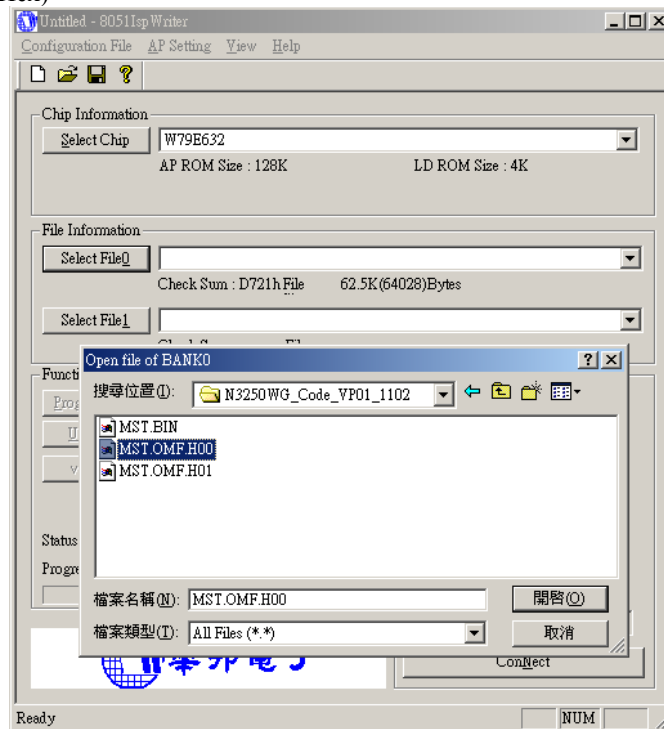 Untitled - 8051IspWriter
Configuration File AP Setting View Help
Chip Information
Select Chip W79E632
AP ROM Size : 128K LD ROM Size : 4K
File Information
Select File0
Check Sum : D721h File 62.5K(64028)Bytes
Select File1
Open file of BANK0
搜尋位置(I): N3250WG_Code_VP01_1102
MST.BIN
MST.OMF.H00
MST.OMF.H01
Status
檔案名稱(N): MST.OMF.H00 開啓(O)
檔案類型(T): All Files (*.*) 取消
ConNect
Ready NUM